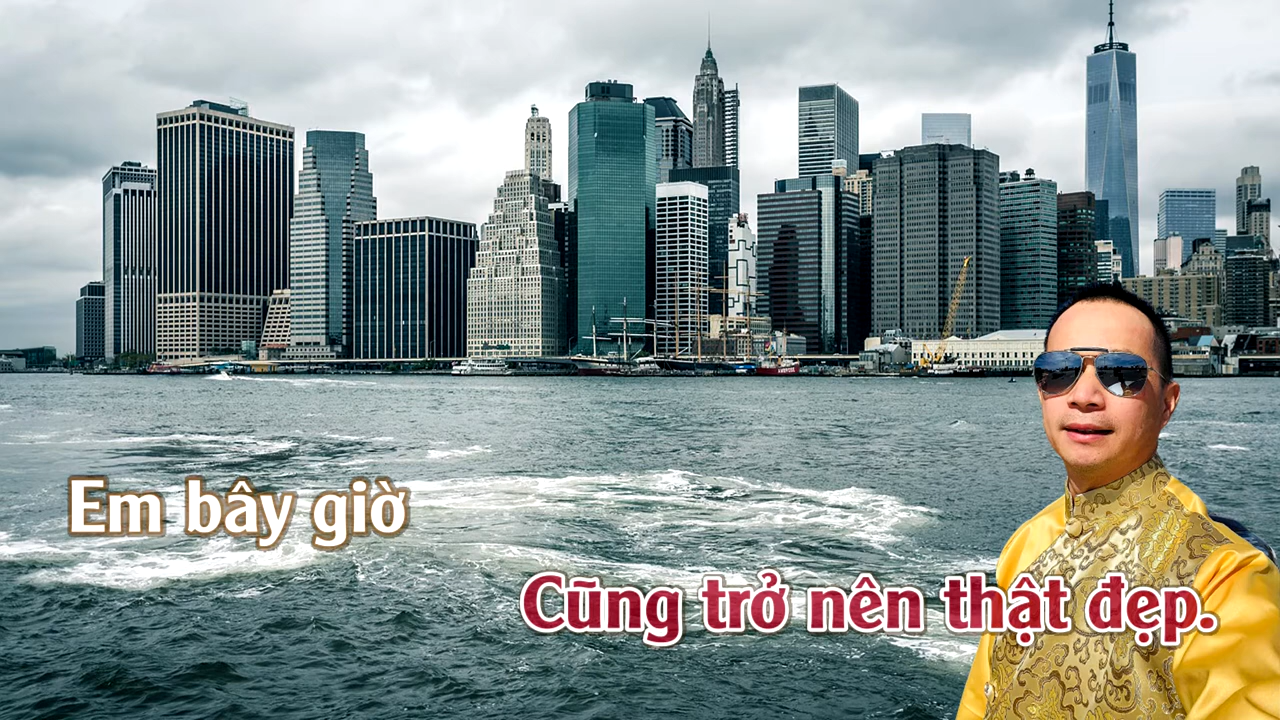 Em bây giờ
Cũng trở nên thật đẹp.